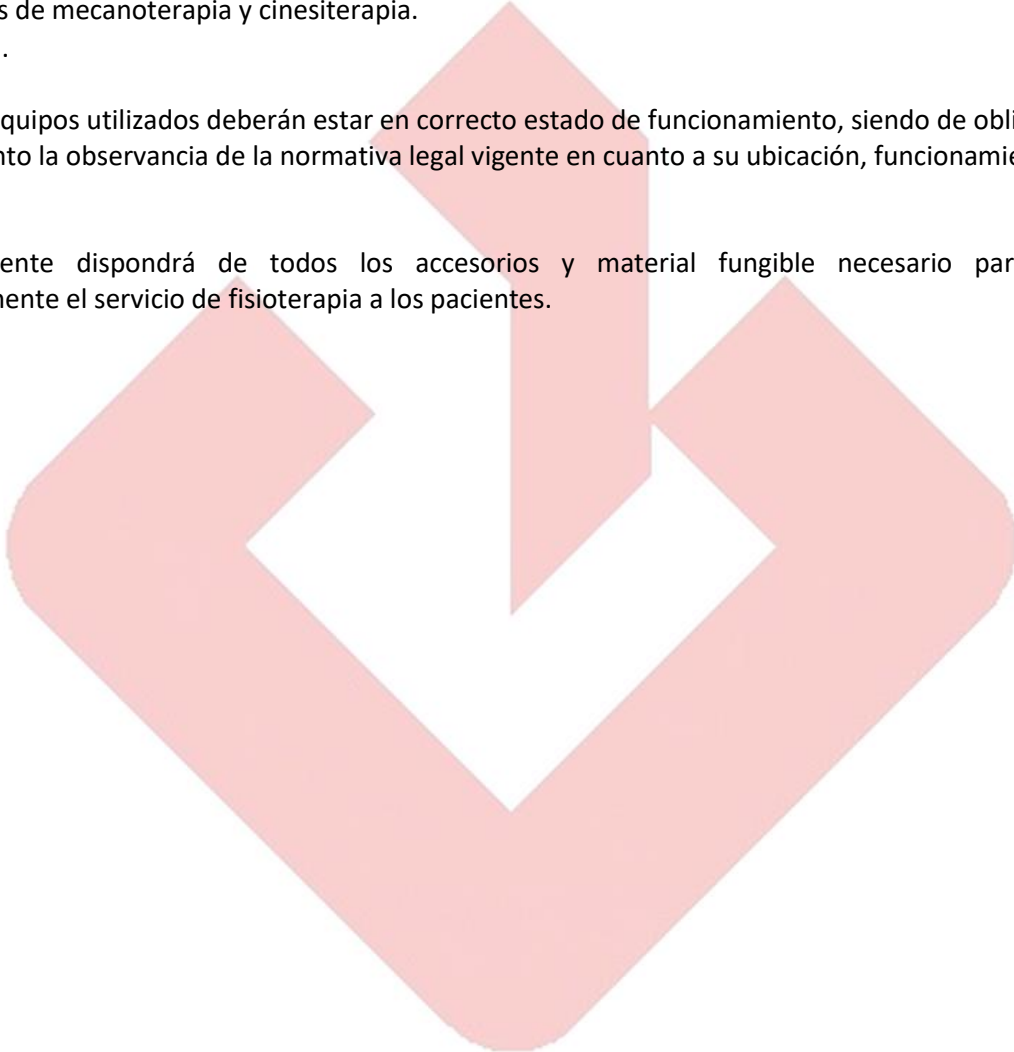 s de mecanoterapia y cinesiterapia.
.
quipos utilizados deberán estar en correcto estado de funcionamiento, siendo de obli
nto la observancia de la normativa legal vigente en cuanto a su ubicación, funcionamie
ente dispondrá de todos los accesorios y material fungible necesario par
nente el servicio de fisioterapia a los pacientes.